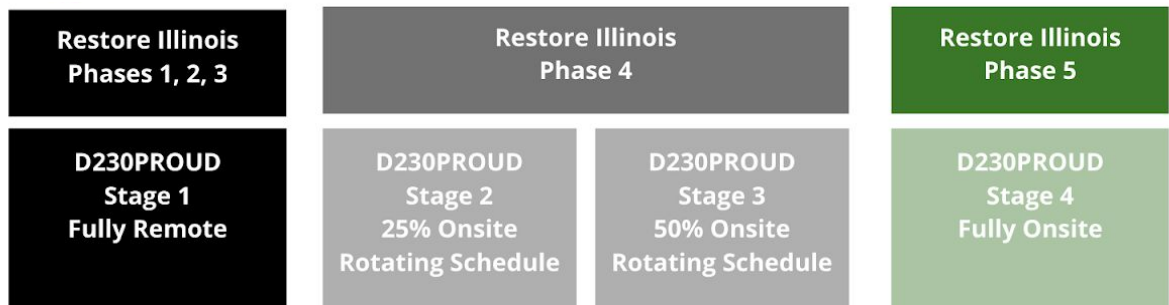 Restore Illinois
Phases 1, 2, 3
Restore Illinois
Phase 4
Restore Illinois
Phase 5
D230PROUD
Stage 1
Fully Remote
D230PROUD
Stage 2
25% Onsite
Rotating Schedule
D230PROUD
Stage 3
50% Onsite
Rotating Schedule
D230PROUD
Stage 4
Fully Onsite